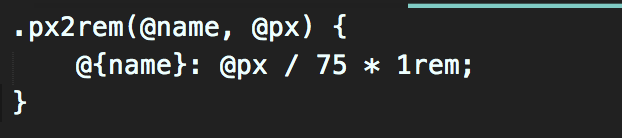 .px2rem(@name, @px) {
    @{name}: @px / 75 * 1rem;
}